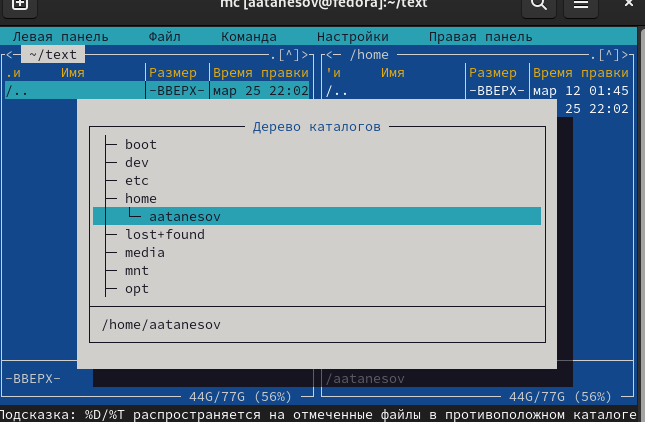 mc [aatanesov@fedora]:~/text
Левая панель Файл Команда Настройки Правая панель
<─ ~/text .[^]> <─ /home .[^]>
.и Имя Размер Время правки 'и Имя Размер Время правки
/.. -ВВЕРХ- мар 25 22:02 /.. -ВВЕРХ- мар 12 01:45
25 22:02
Дерево каталогов
boot
dev
etc
home
aatanesov
lost+found
media
mnt
opt
/home/aatanesov
-ВВЕРХ- /aatanesov
44G/77G (56%) 44G/77G (56%)
Подсказка: %D/%T распространяется на отмеченные файлы в противоположном каталоге